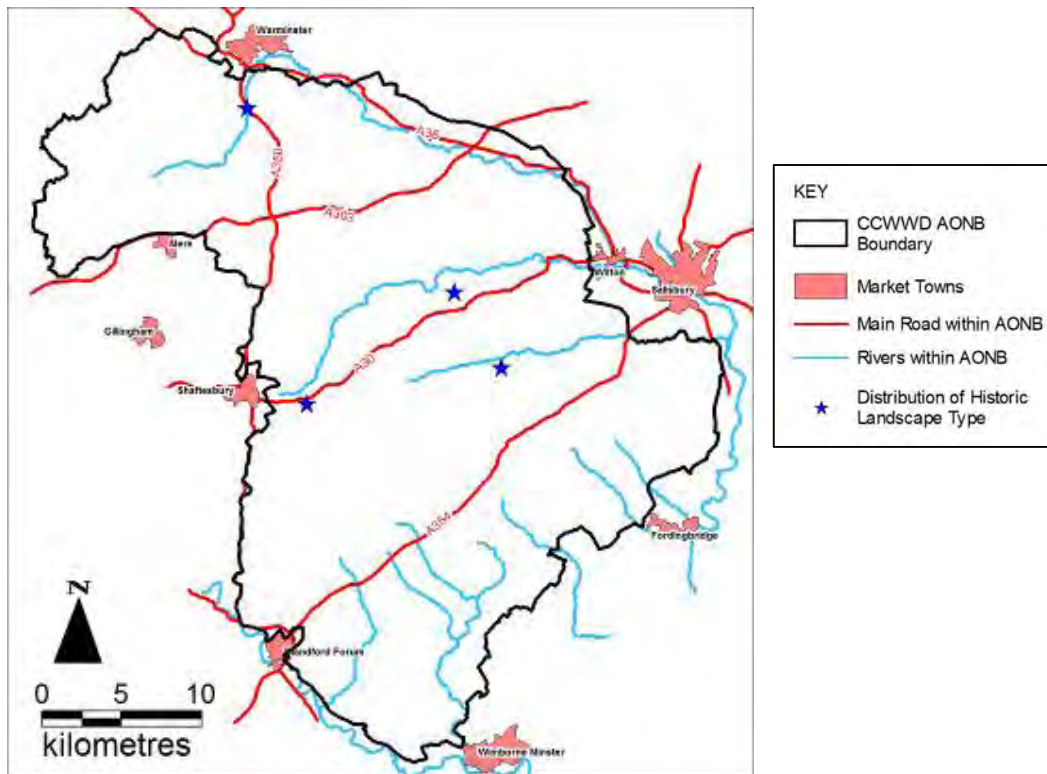 Warminster
A36
A350
A303
Mere
Wilton
Salisbury
Gillingham
A30
Shaftesbury
A354
Fordingbridge
N
Blandford Forum
0 5 10
kilometres
Wimborne Minster
KEY
CCWWD AONB
Boundary
Market Towns
Main Road within AONB
Rivers within AONB
Distribution of Historic
Landscape Type